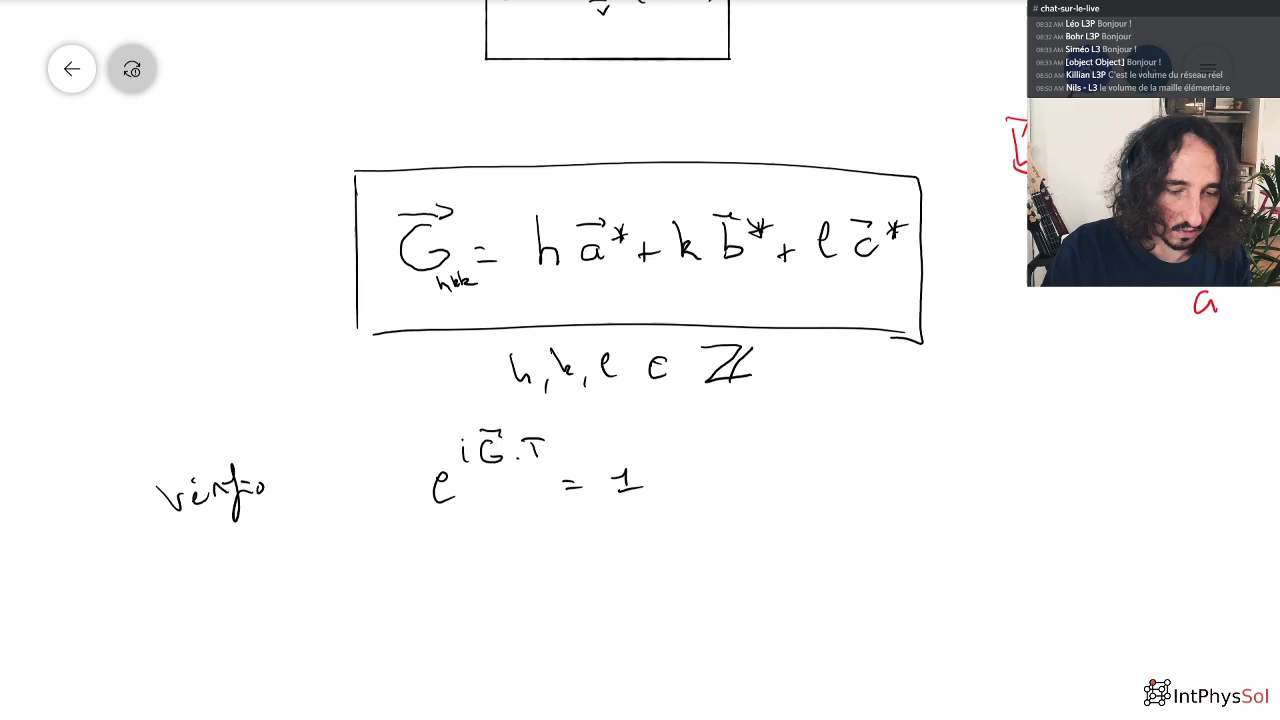 # chat-sur-le-live
08:32 AM Léo L3P Bonjour !
08:32 AM Bohr L3P Bonjour
08:33 AM Siméo L3 Bonjour !
08:33 AM [object Object] Bonjour !
08:50 AM Killian L3P C'est le volume du réseau réel
08:50 AM Nils - L3 le volume de la maille élémentaire
V
G⃗hkl = h a⃗* + k b⃗* + l c⃗*
a
h, k, l ∈ ℤ
e^{i G⃗ . T} = 1
IntPhysSol